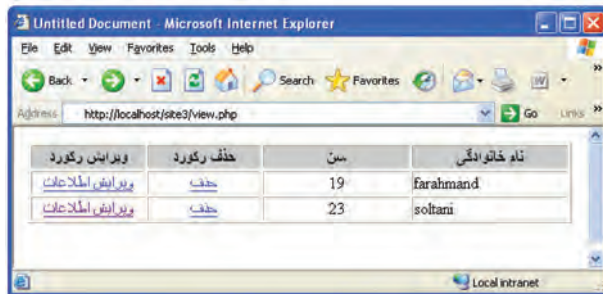 Untitled Document - Microsoft Internet Explorer
File Edit View Favorites Tools Help
Back Search Favorites
Address http://localhost/site3/view.php Go Links
نام خانوادگی سن حذف رکورد ویرایش رکورد
farahmand 19 حذف ویرایش اطلاعات
soltani 23 حذف ویرایش اطلاعات
Local intranet